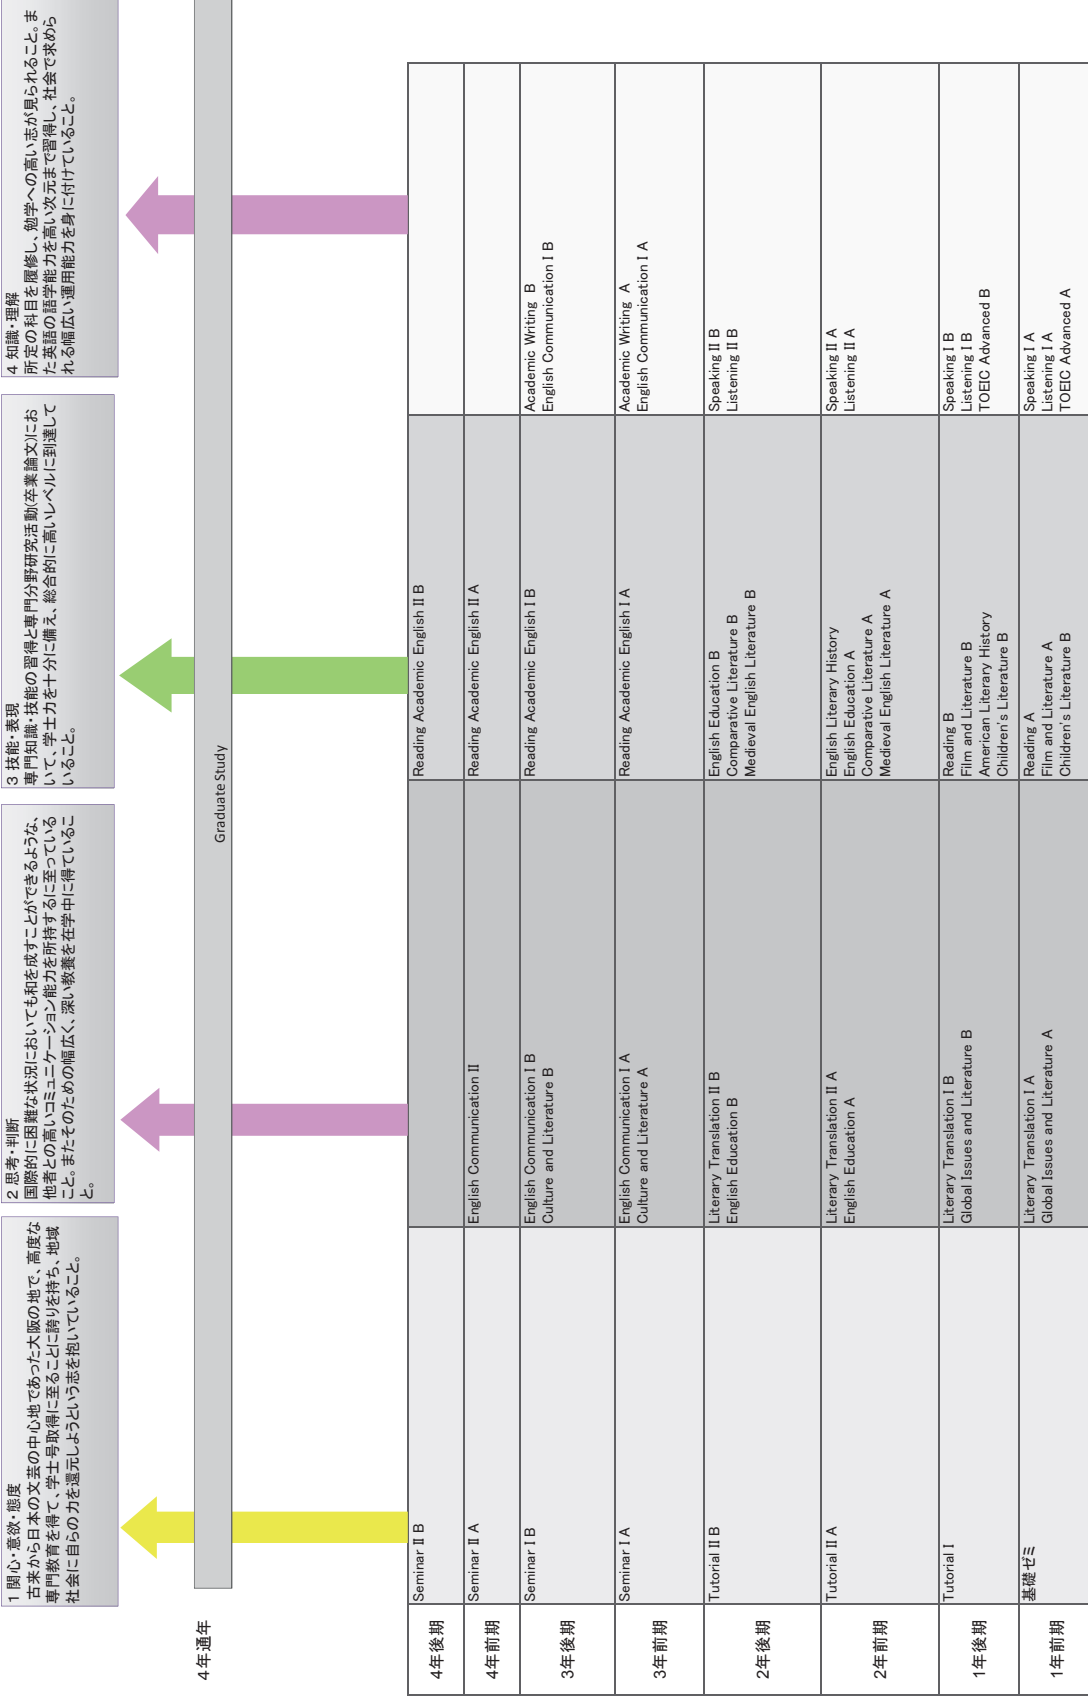 1 関心・意欲・態度
古来から日本の文芸の中心地であった大阪の地で、高度な
専門教育を得て、学士号取得に至ることに誇りを持ち、地域
社会に自らの力を還元しようという志を抱いていること。
2 思考・判断
国際的に困難な状況においても和を成すことができるような、
他者との高いコミュニケーション能力を所持するに至っている
こと。またそのための幅広く、深い教養を在学中に得ているこ
と。
3 技能・表現
専門知識・技能の習得と専門分野研究活動(卒業論文)にお
いて、学士力を十分に備え、総合的に高いレベルに到達して
いること。
4 知識・理解
所定の科目を履修し、勉学への高い志が見られること。ま
た英語の語学能力を高い次元まで習得し、社会で求めら
れる幅広い運用能力を身に付けていること。
4年通年
Graduate Study
4年後期
Seminar II B
Reading Academic English II B
4年前期
Seminar II A
English Communication II
Reading Academic English II A
3年後期
Seminar I B
English Communication I B
Culture and Literature B
Reading Academic English I B
Academic Writing B
English Communication I B
3年前期
Seminar I A
English Communication I A
Culture and Literature A
Reading Academic English I A
Academic Writing A
English Communication I A
2年後期
Tutorial II B
Literary Translation II B
English Education B
English Education B
Comparative Literature B
Medieval English Literature B
Speaking II B
Listening II B
2年前期
Tutorial II A
Literary Translation II A
English Education A
English Literary History
English Education A
Comparative Literature A
Medieval English Literature A
Speaking II A
Listening II A
1年後期
Tutorial I
Literary Translation I B
Global Issues and Literature B
Reading B
Film and Literature B
American Literary History
Children's Literature B
Speaking I B
Listening I B
TOEIC Advanced B
1年前期
基礎ゼミ
Literary Translation I A
Global Issues and Literature A
Reading A
Film and Literature A
Children's Literature B
Speaking I A
Listening I A
TOEIC Advanced A